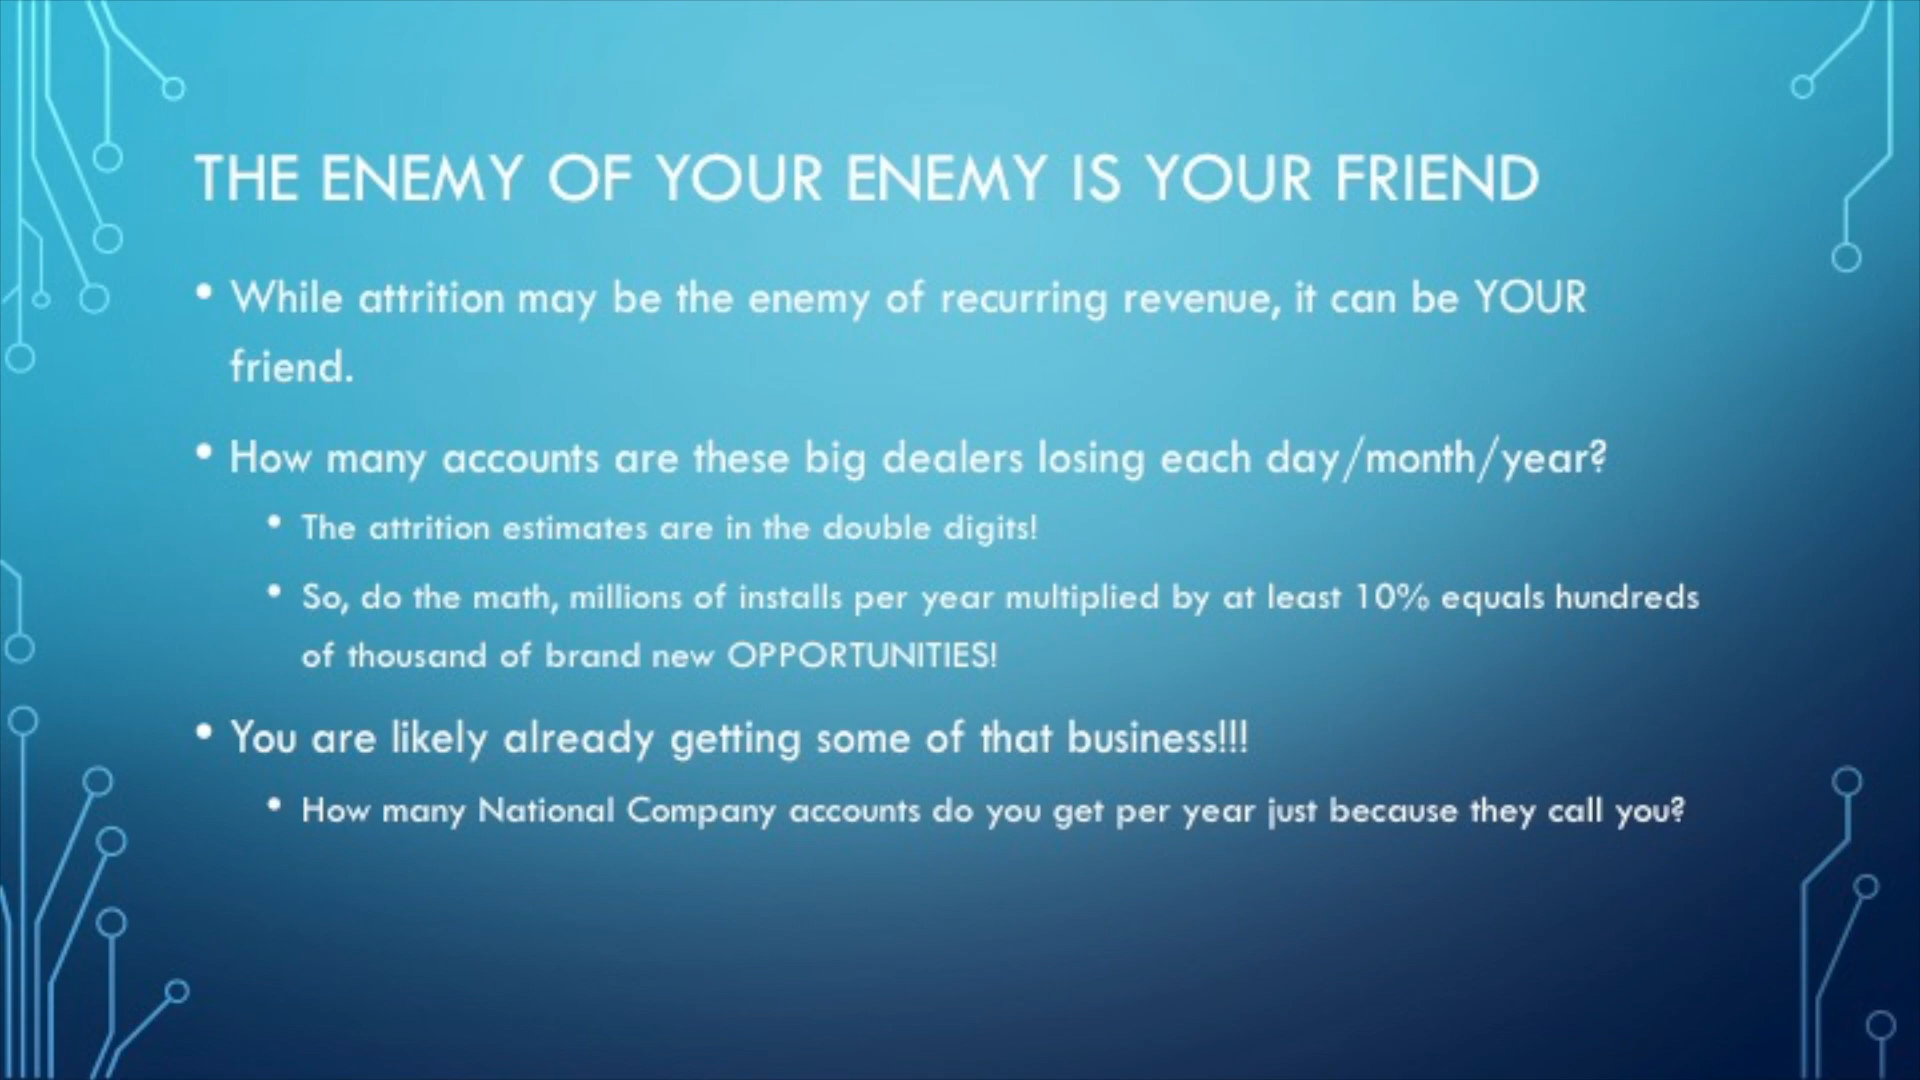 THE ENEMY OF YOUR ENEMY IS YOUR FRIEND
• While attrition may be the enemy of recurring revenue, it can be YOUR
friend.
• How many accounts are these big dealers losing each day/month/year?
• The attrition estimates are in the double digits!
• So, do the math, millions of installs per year multiplied by at least 10% equals hundreds
of thousand of brand new OPPORTUNITIES!
• You are likely already getting some of that business!!!
• How many National Company accounts do you get per year just because they call you?